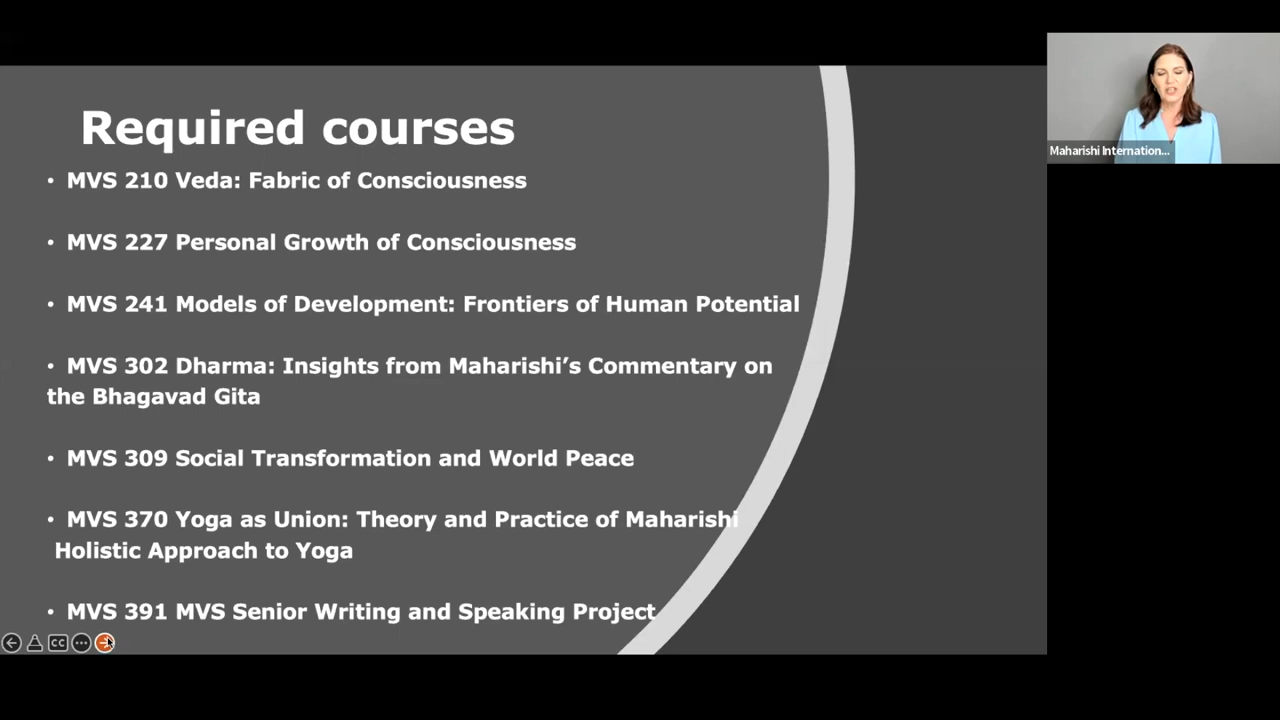 Required courses
• MVS 210 Veda: Fabric of Consciousness
• MVS 227 Personal Growth of Consciousness
• MVS 241 Models of Development: Frontiers of Human Potential
• MVS 302 Dharma: Insights from Maharishi’s Commentary on
the Bhagavad Gita
• MVS 309 Social Transformation and World Peace
• MVS 370 Yoga as Union: Theory and Practice of Maharishi
Holistic Approach to Yoga
• MVS 391 MVS Senior Writing and Speaking Project
CC
Maharishi Internation...